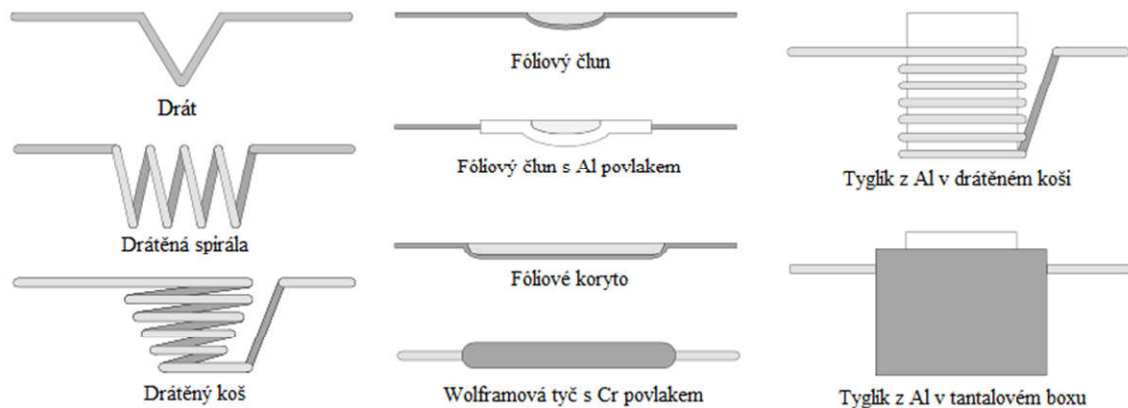 Drát
Drátěná spirála
Drátěný koš
Fóliový člun
Fóliový člun s Al povlakem
Fóliové koryto
Wolframová tyč s Cr povlakem
Tyglík z Al v drátěném koši
Tyglík z Al v tantalovém boxu